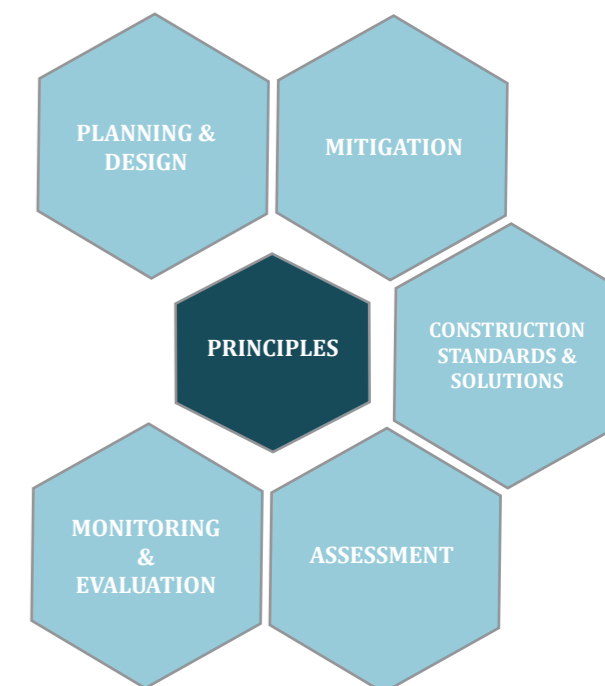 PLANNING &
DESIGN
MITIGATION
PRINCIPLES
CONSTRUCTION
STANDARDS &
SOLUTIONS
MONITORING
&
EVALUATION
ASSESSMENT